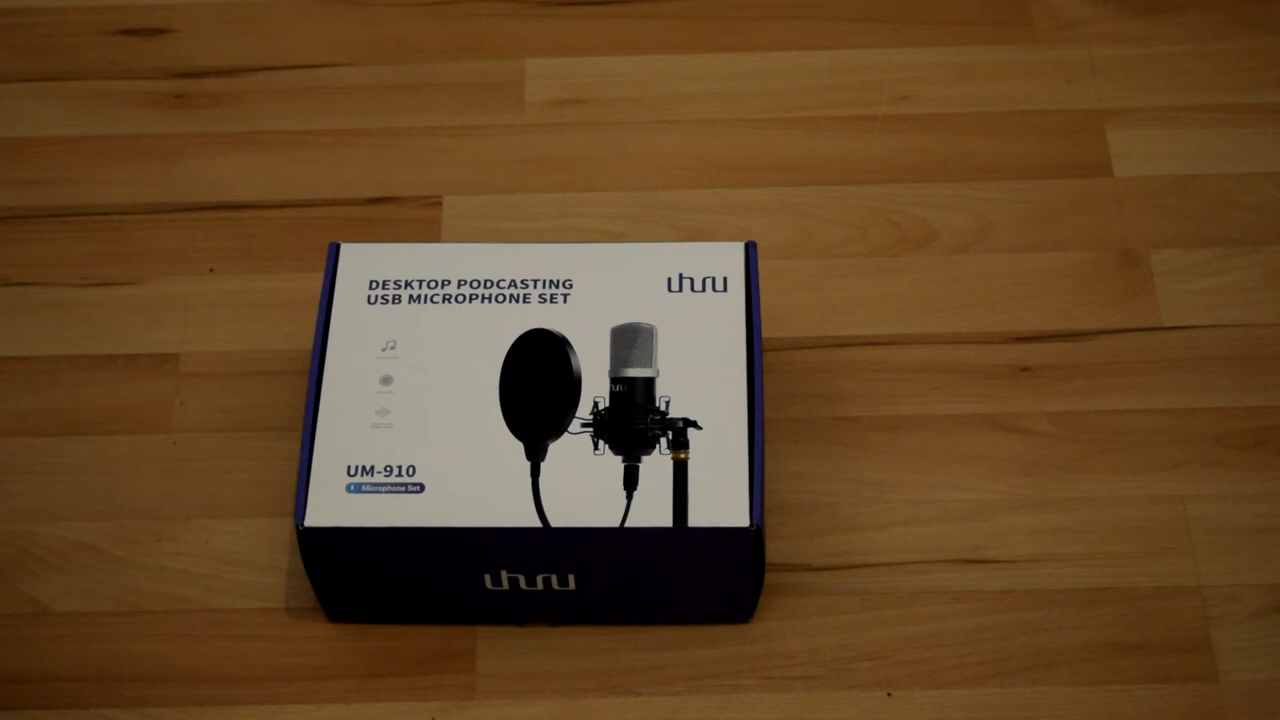 DESKTOP PODCASTING
USB MICROPHONE SET
uhuru
UM-910
Microphone Set
uhuru